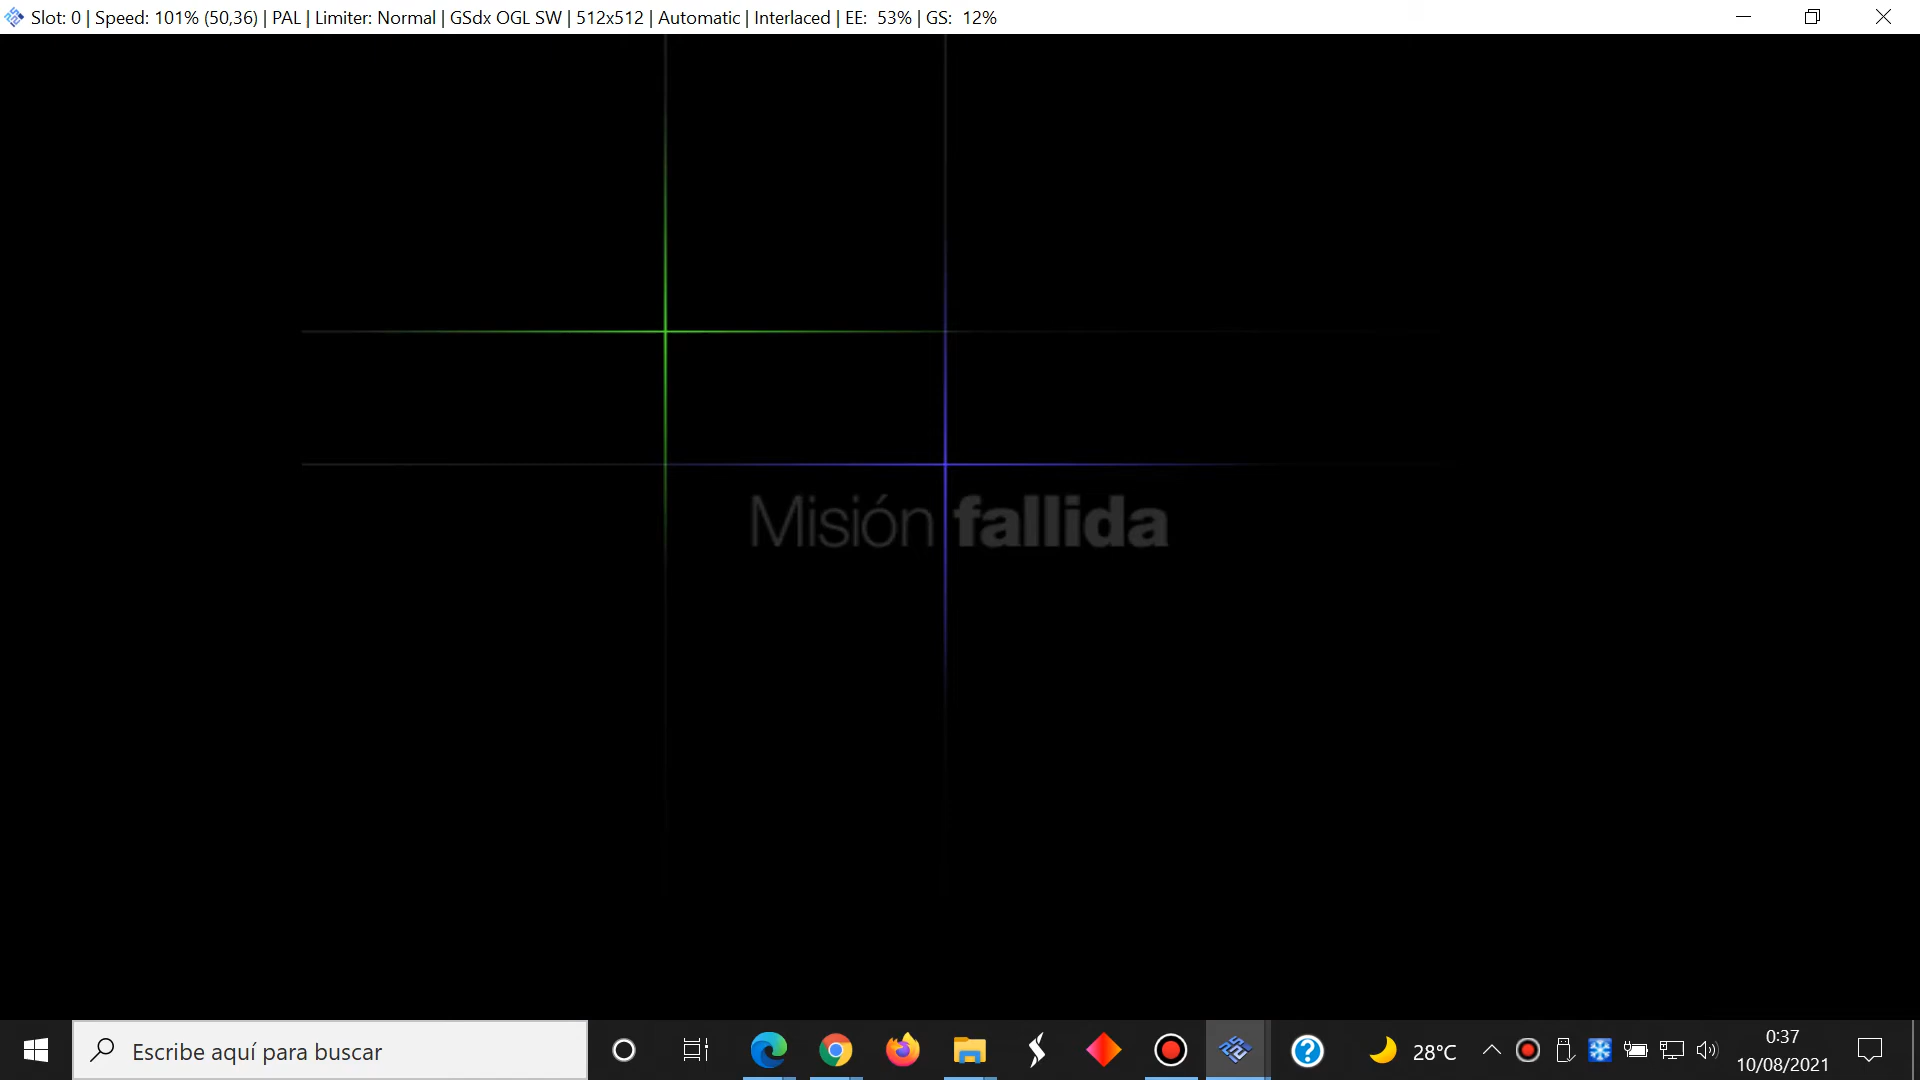 Slot: 0 | Speed: 101% (50,36) | PAL | Limiter: Normal | GSdx OGL SW | 512x512 | Automatic | Interlaced | EE:  53% | GS:  12%
Misión fallida
Escribe aquí para buscar
28°C
0:37
10/08/2021